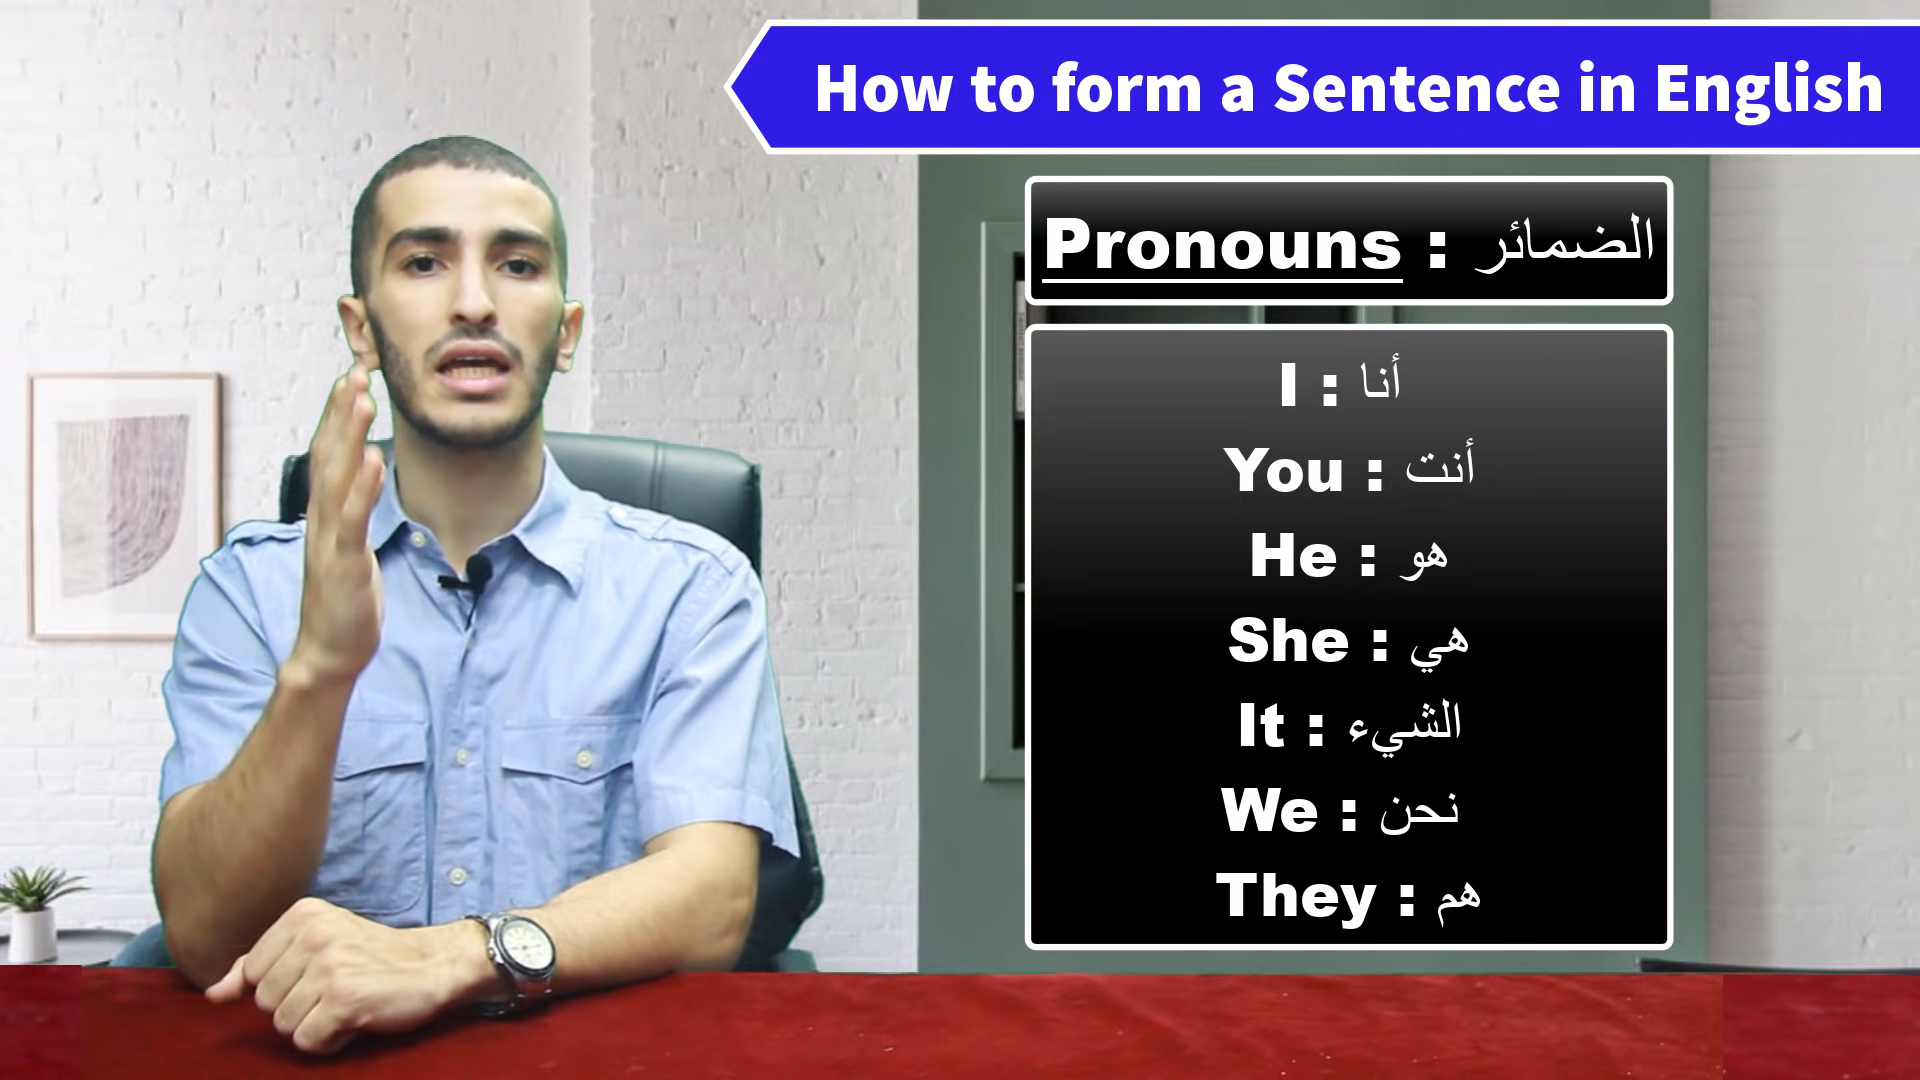 How to form a Sentence in English
Pronouns : الضمائر
I : أنا
You : أنت
He : هو
She : هي
It : الشيء
We : نحن
They : هم